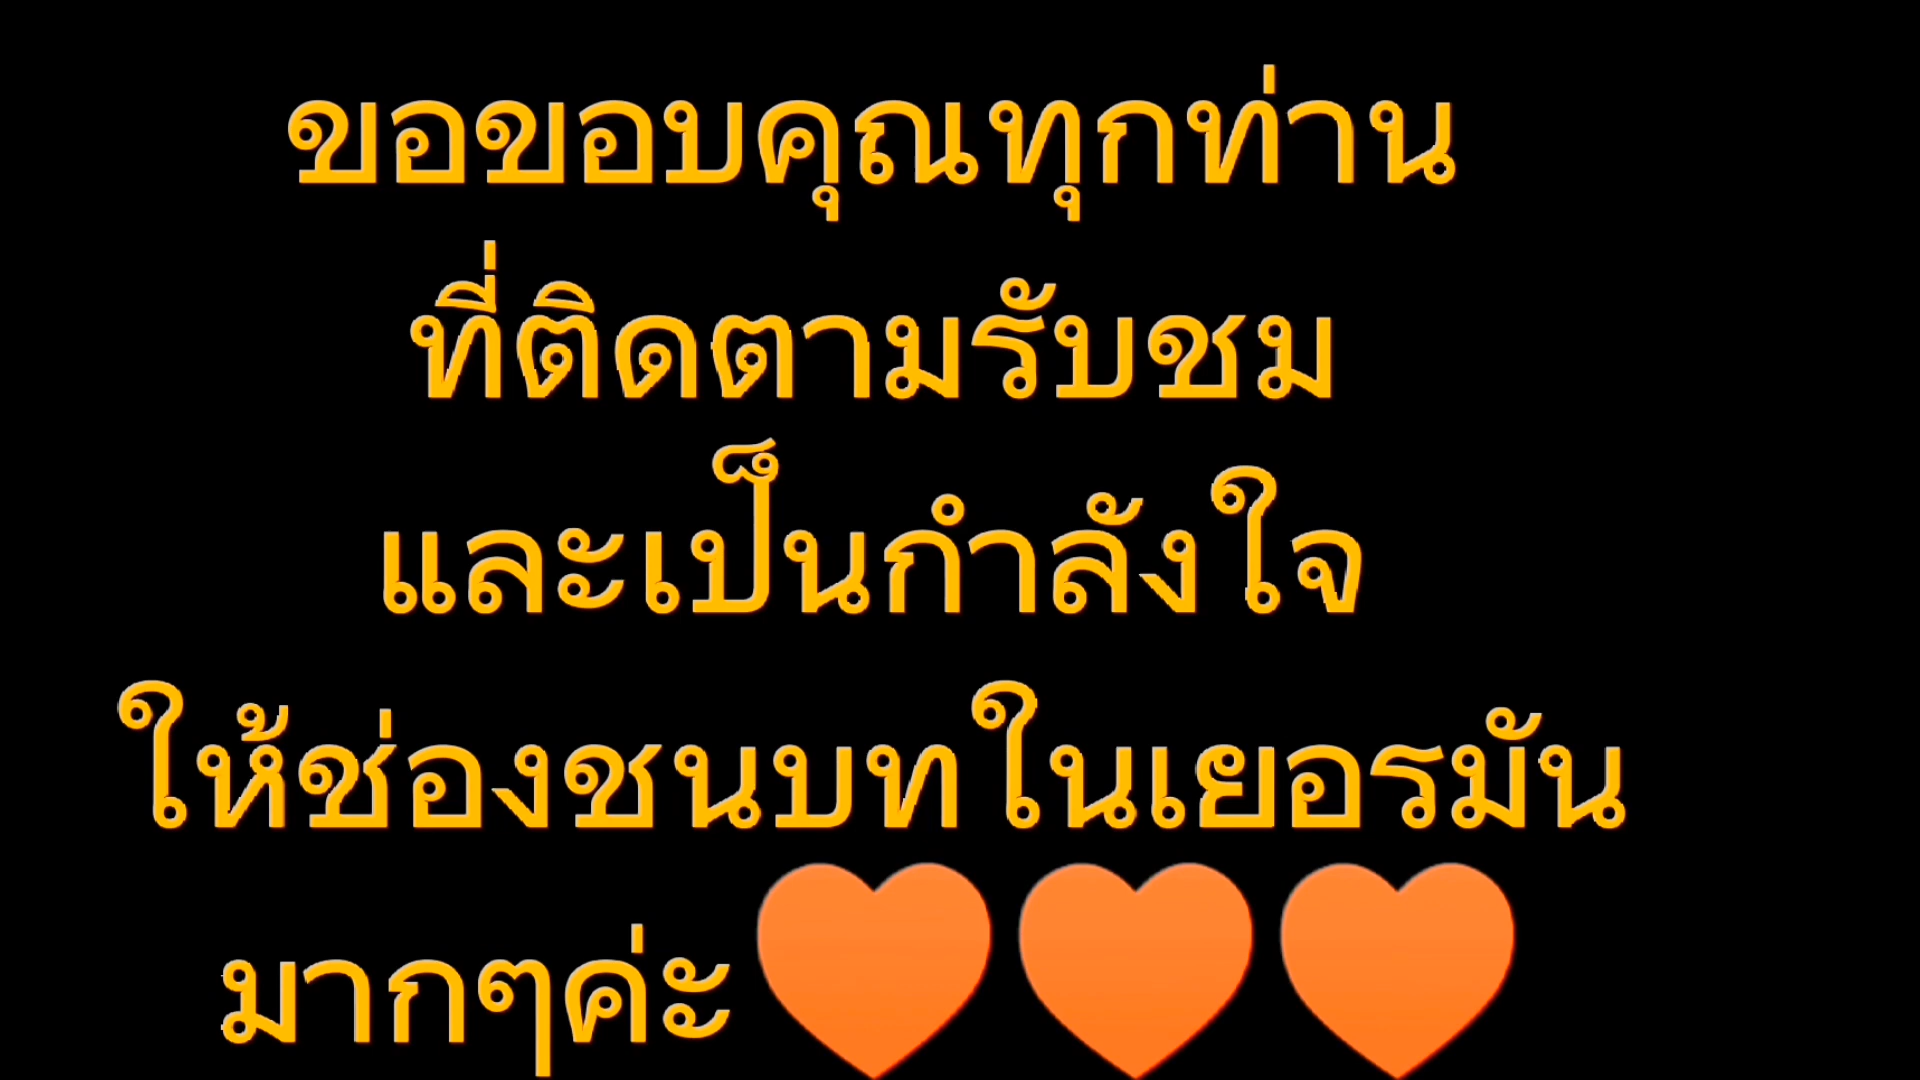 ขอขอบคุณทุกท่าน
ที่ติดตามรับชม
และเป็นกำลังใจ
ให้ช่องชนบทในเยอรมัน
มากๆค่ะ🧡🧡🧡